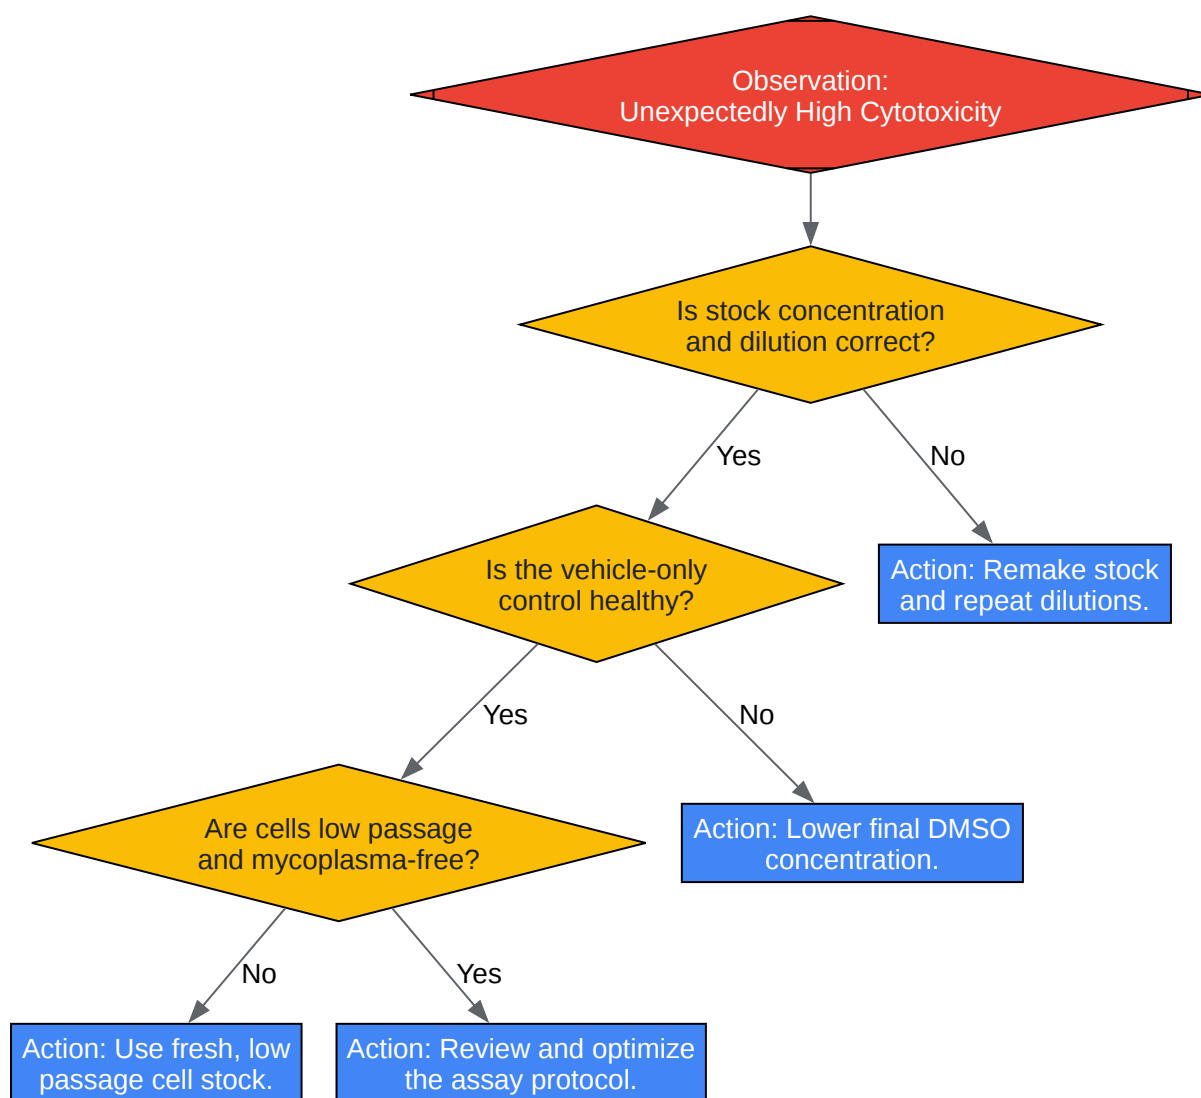 Observation:
Unexpectedly High Cytotoxicity
Is stock concentration
and dilution correct?
Yes
No
Is the vehicle-only
control healthy?
Action: Remake stock
and repeat dilutions.
Yes
No
Are cells low passage
and mycoplasma-free?
Action: Lower final DMSO
concentration.
No
Yes
Action: Use fresh, low
passage cell stock.
Action: Review and optimize
the assay protocol.